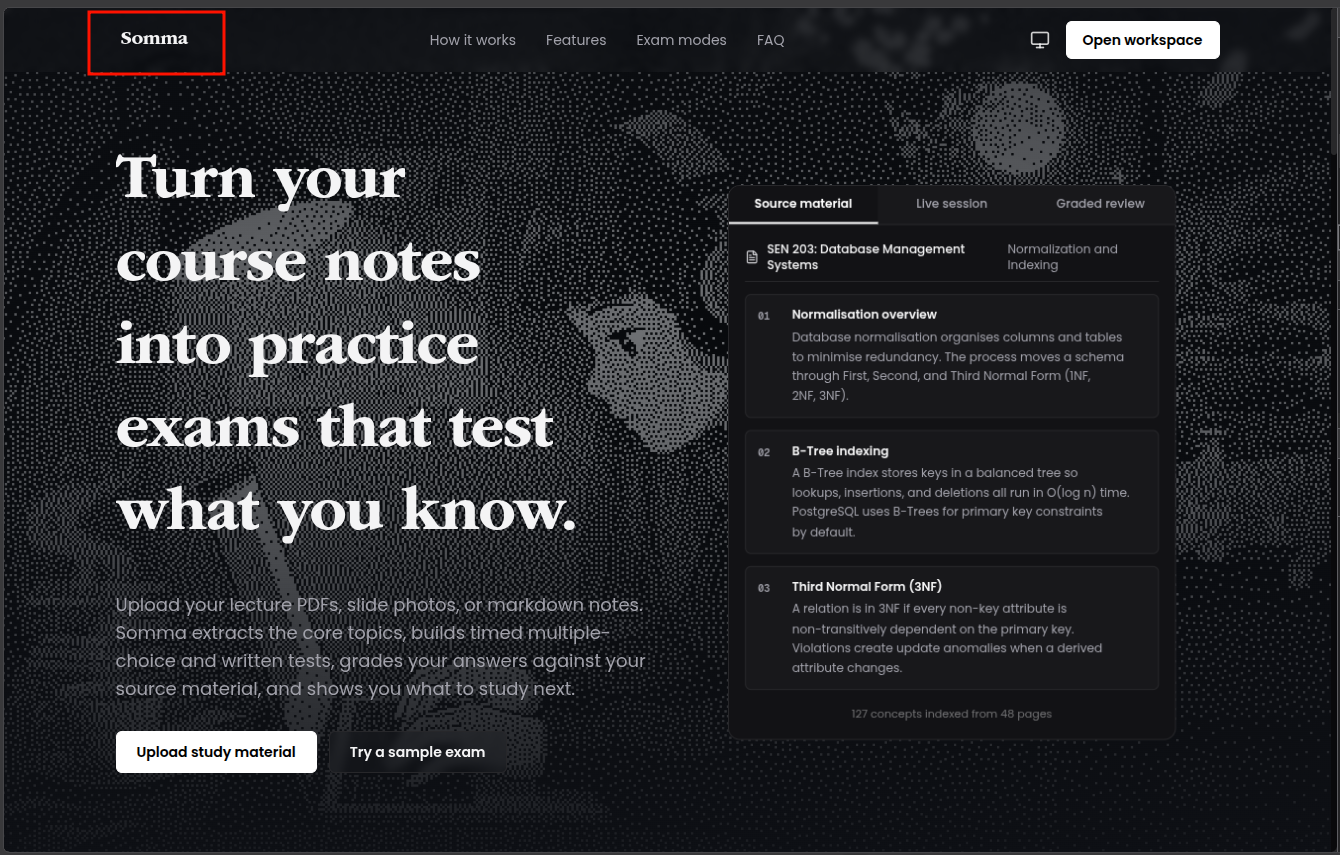 Somma
How it works
Features
Exam modes
FAQ
Open workspace
Turn your
course notes
into practice
exams that test
what you know.
Upload your lecture PDFs, slide photos, or markdown notes.
Somma extracts the core topics, builds timed multiple-
choice and written tests, grades your answers against your
source material, and shows you what to study next.
Upload study material
Try a sample exam
Source material
Live session
Graded review
SEN 203: Database Management
Systems
Normalization and
Indexing
01
Normalisation overview
Database normalisation organises columns and tables
to minimise redundancy. The process moves a schema
through First, Second, and Third Normal Form (1NF,
2NF, 3NF).
02
B-Tree indexing
A B-Tree index stores keys in a balanced tree so
lookups, insertions, and deletions all run in O(log n) time.
PostgreSQL uses B-Trees for primary key constraints
by default.
03
Third Normal Form (3NF)
A relation is in 3NF if every non-key attribute is
non-transitively dependent on the primary key.
Violations create update anomalies when a derived
attribute changes.
127 concepts indexed from 48 pages